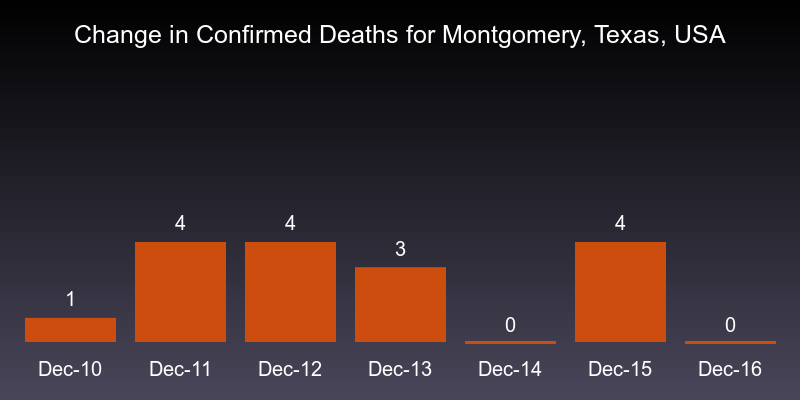 Change in Confirmed Deaths for Montgomery, Texas, USA
4 4 4
3
1
0 0
Dec-10 Dec-11 Dec-12 Dec-13 Dec-14 Dec-15 Dec-16